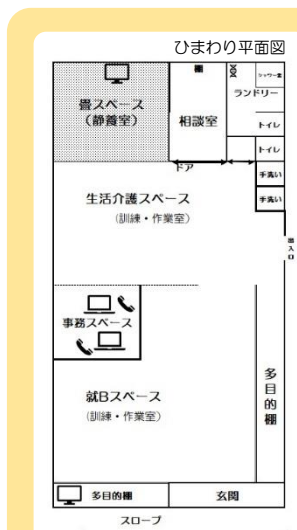 ひまわり平面図
シャワー室
ランドリー
畳スペース
(静養室)
相談室
トイレ
トイレ
ドア
手洗い
手洗い
生活介護スペース
(訓練・作業室)
出入口
事務スペース
就Bスペース
(訓練・作業室)
多目的棚
多目的棚
玄関
スロープ